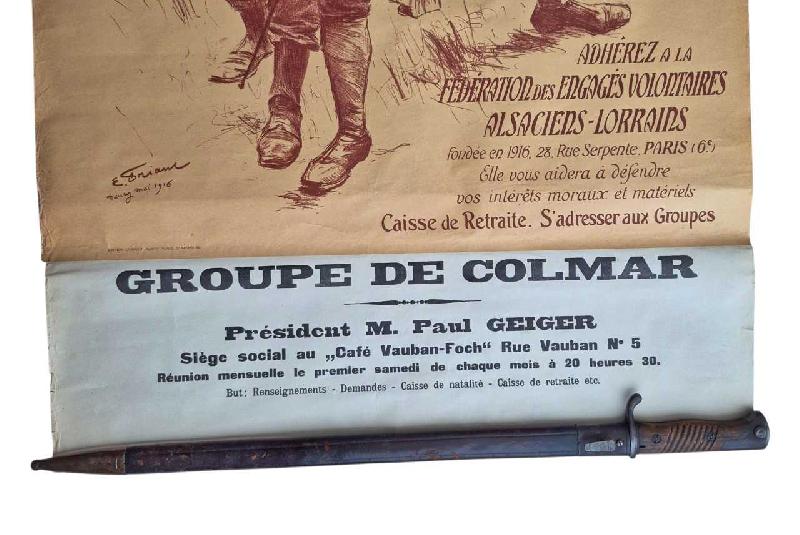 ADHÉREZ A LA
FÉDÉRATION DES ENGAGÉS VOLONTAIRES
ALSACIENS-LORRAINS
Fondée en 1916, 28, Rue Serpente, PARIS (6e)
Elle vous aidera à défendre
vos intérêts moraux et matériels
Caisse de Retraite. S'adresser aux Groupes
mai 1916
GROUPE DE COLMAR
Président M. Paul GEIGER
Siège social au „Café Vauban-Foch“ Rue Vauban N° 5
Réunion mensuelle le premier samedi de chaque mois à 20 heures 30.
But: Renseignements - Demandes - Caisse de natalité - Caisse de retraite etc.